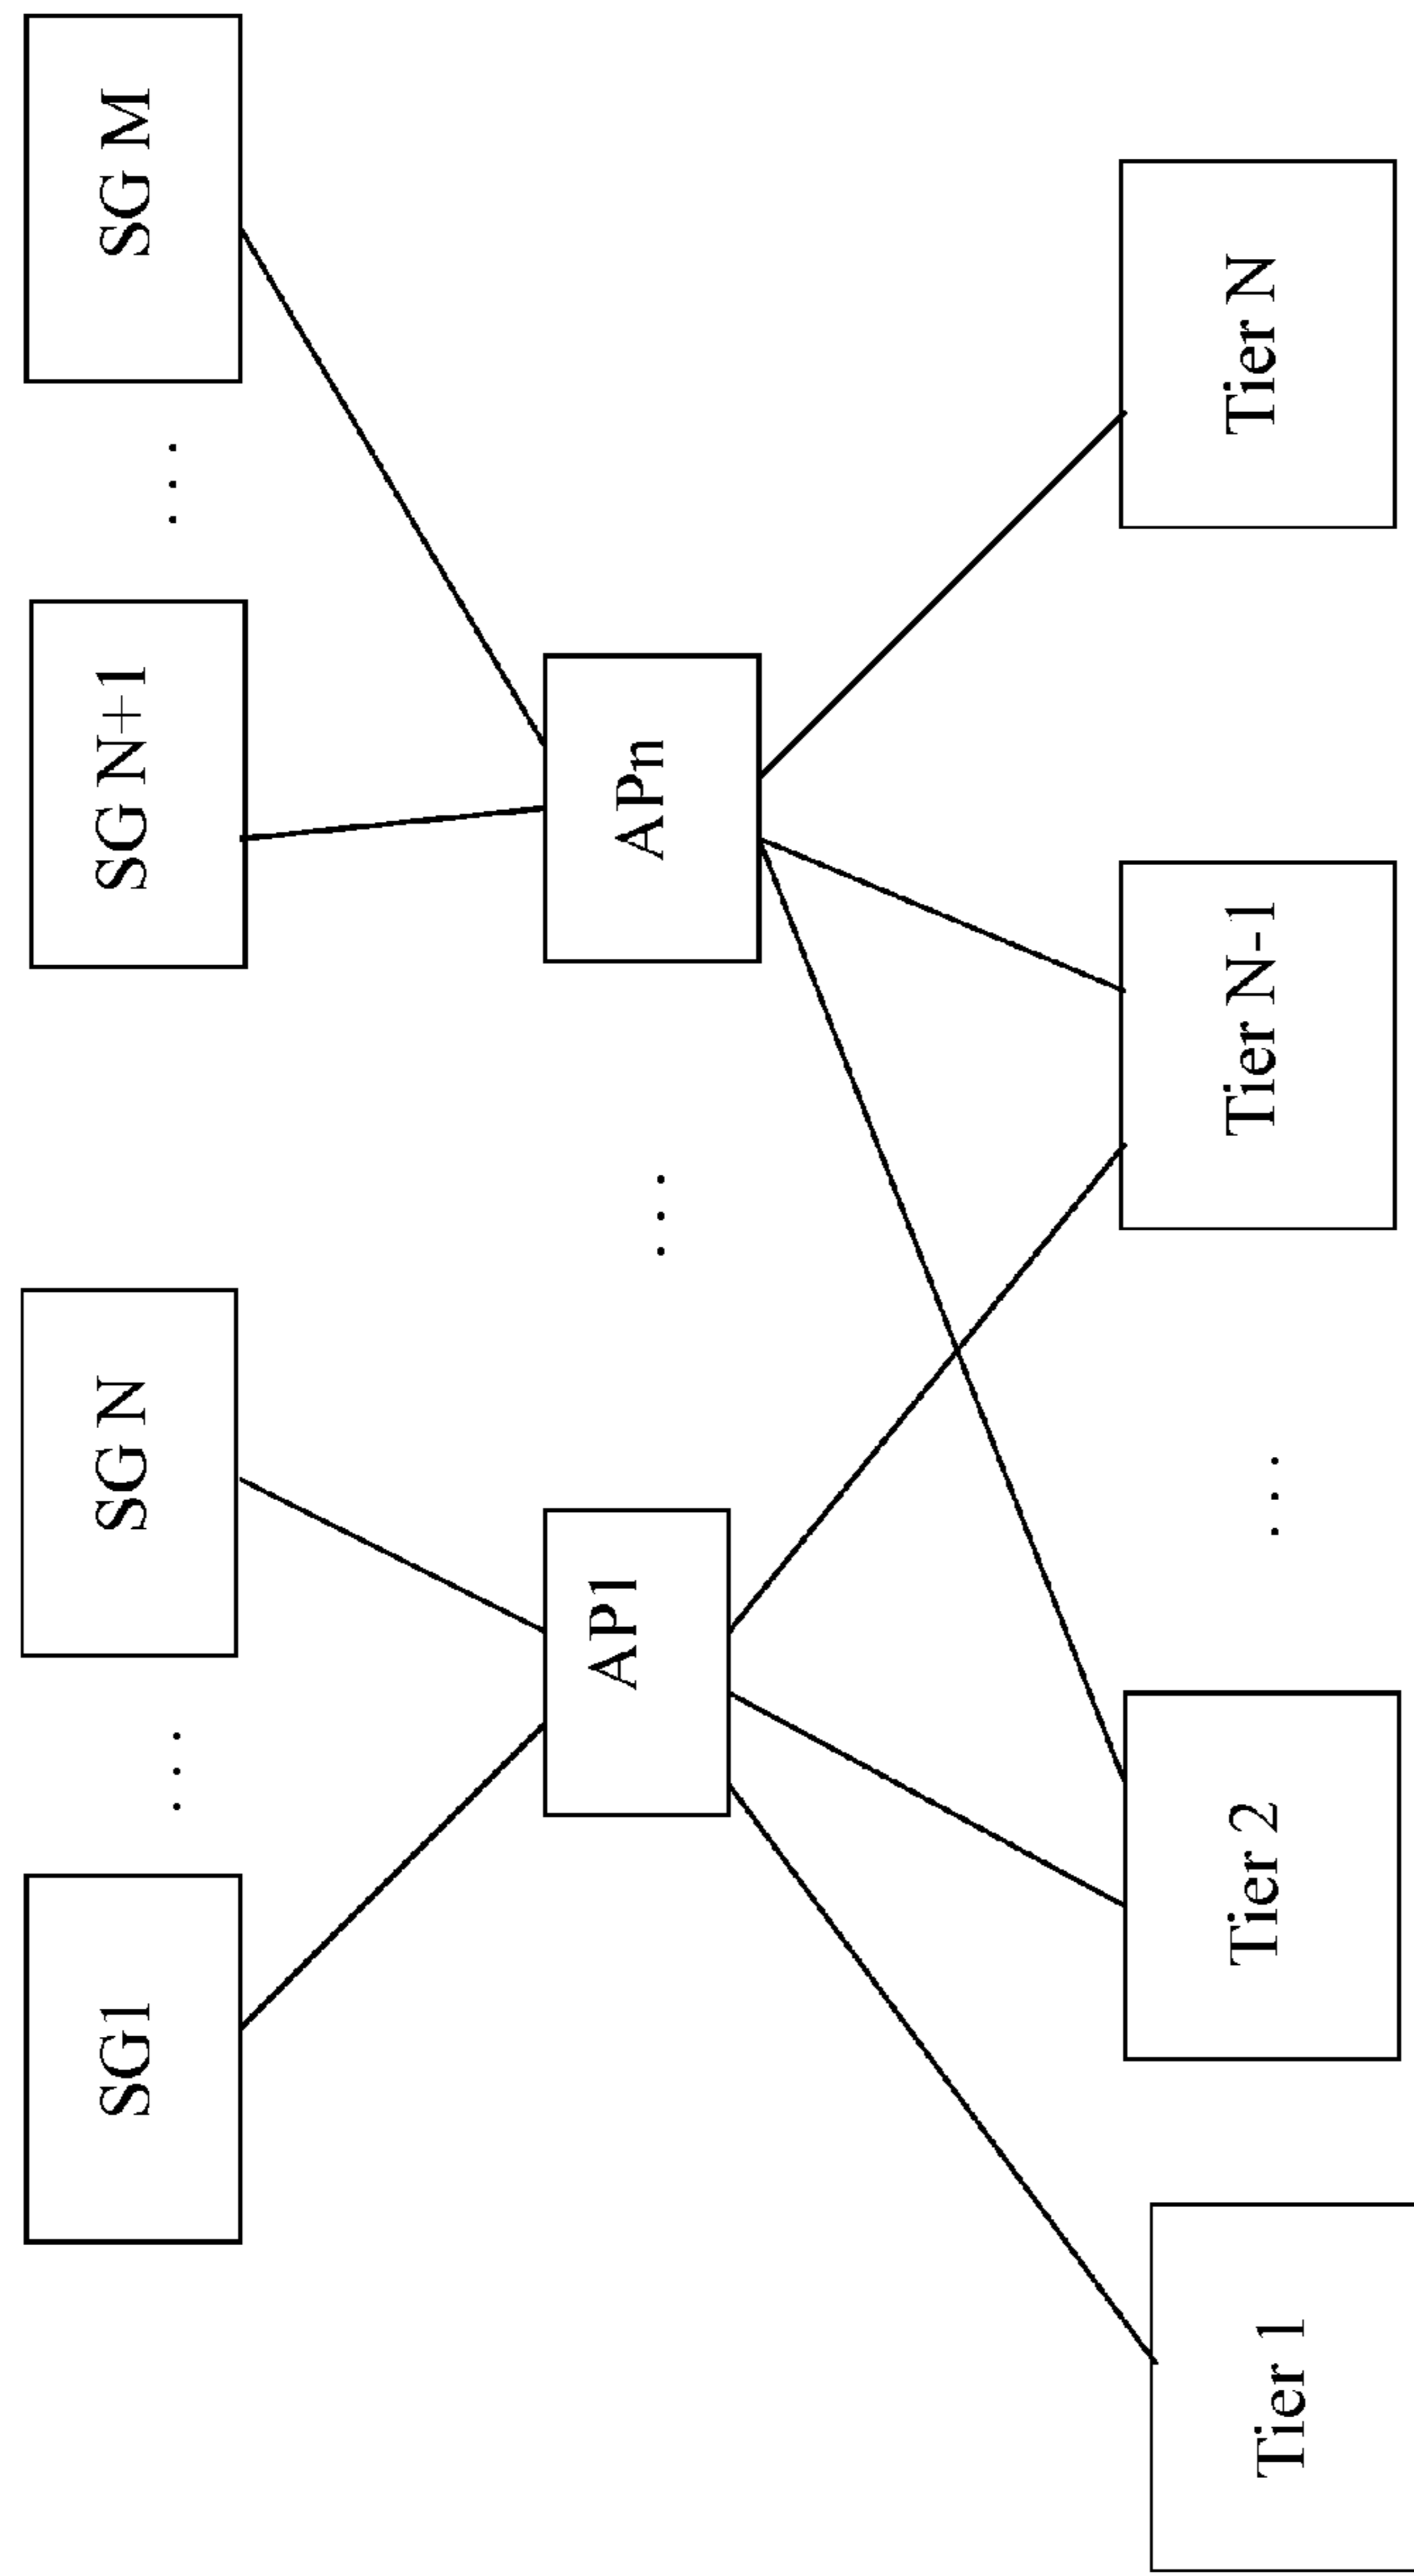 SG1
...
SG N
SG N+1
...
SG M
AP1
...
APn
Tier 1
Tier 2
...
Tier N-1
Tier N